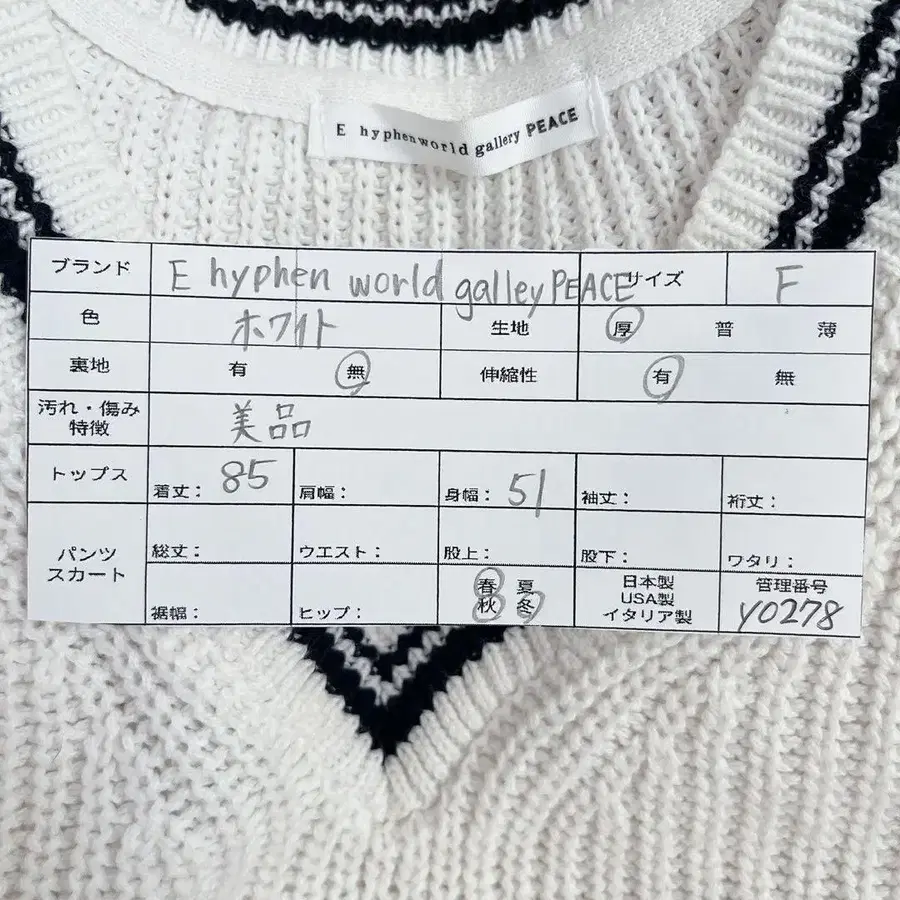 E hyphenworld gallery PEACE
ブランド E hyphen world galley PEACE サイズ F
色 ホワイト 生地 厚 普 薄
裏地 有 無 伸縮性 有 無
汚れ・傷み
特徴 美品
トップス 着丈: 85 肩幅: 身幅: 51 袖丈: 裄丈:
パンツ
スカート
総丈: ウエスト: 股上: 股下: ワタリ:
裾幅: ヒップ: 春 夏
秋 冬
日本製
USA製
イタリア製
管理番号
Y0278